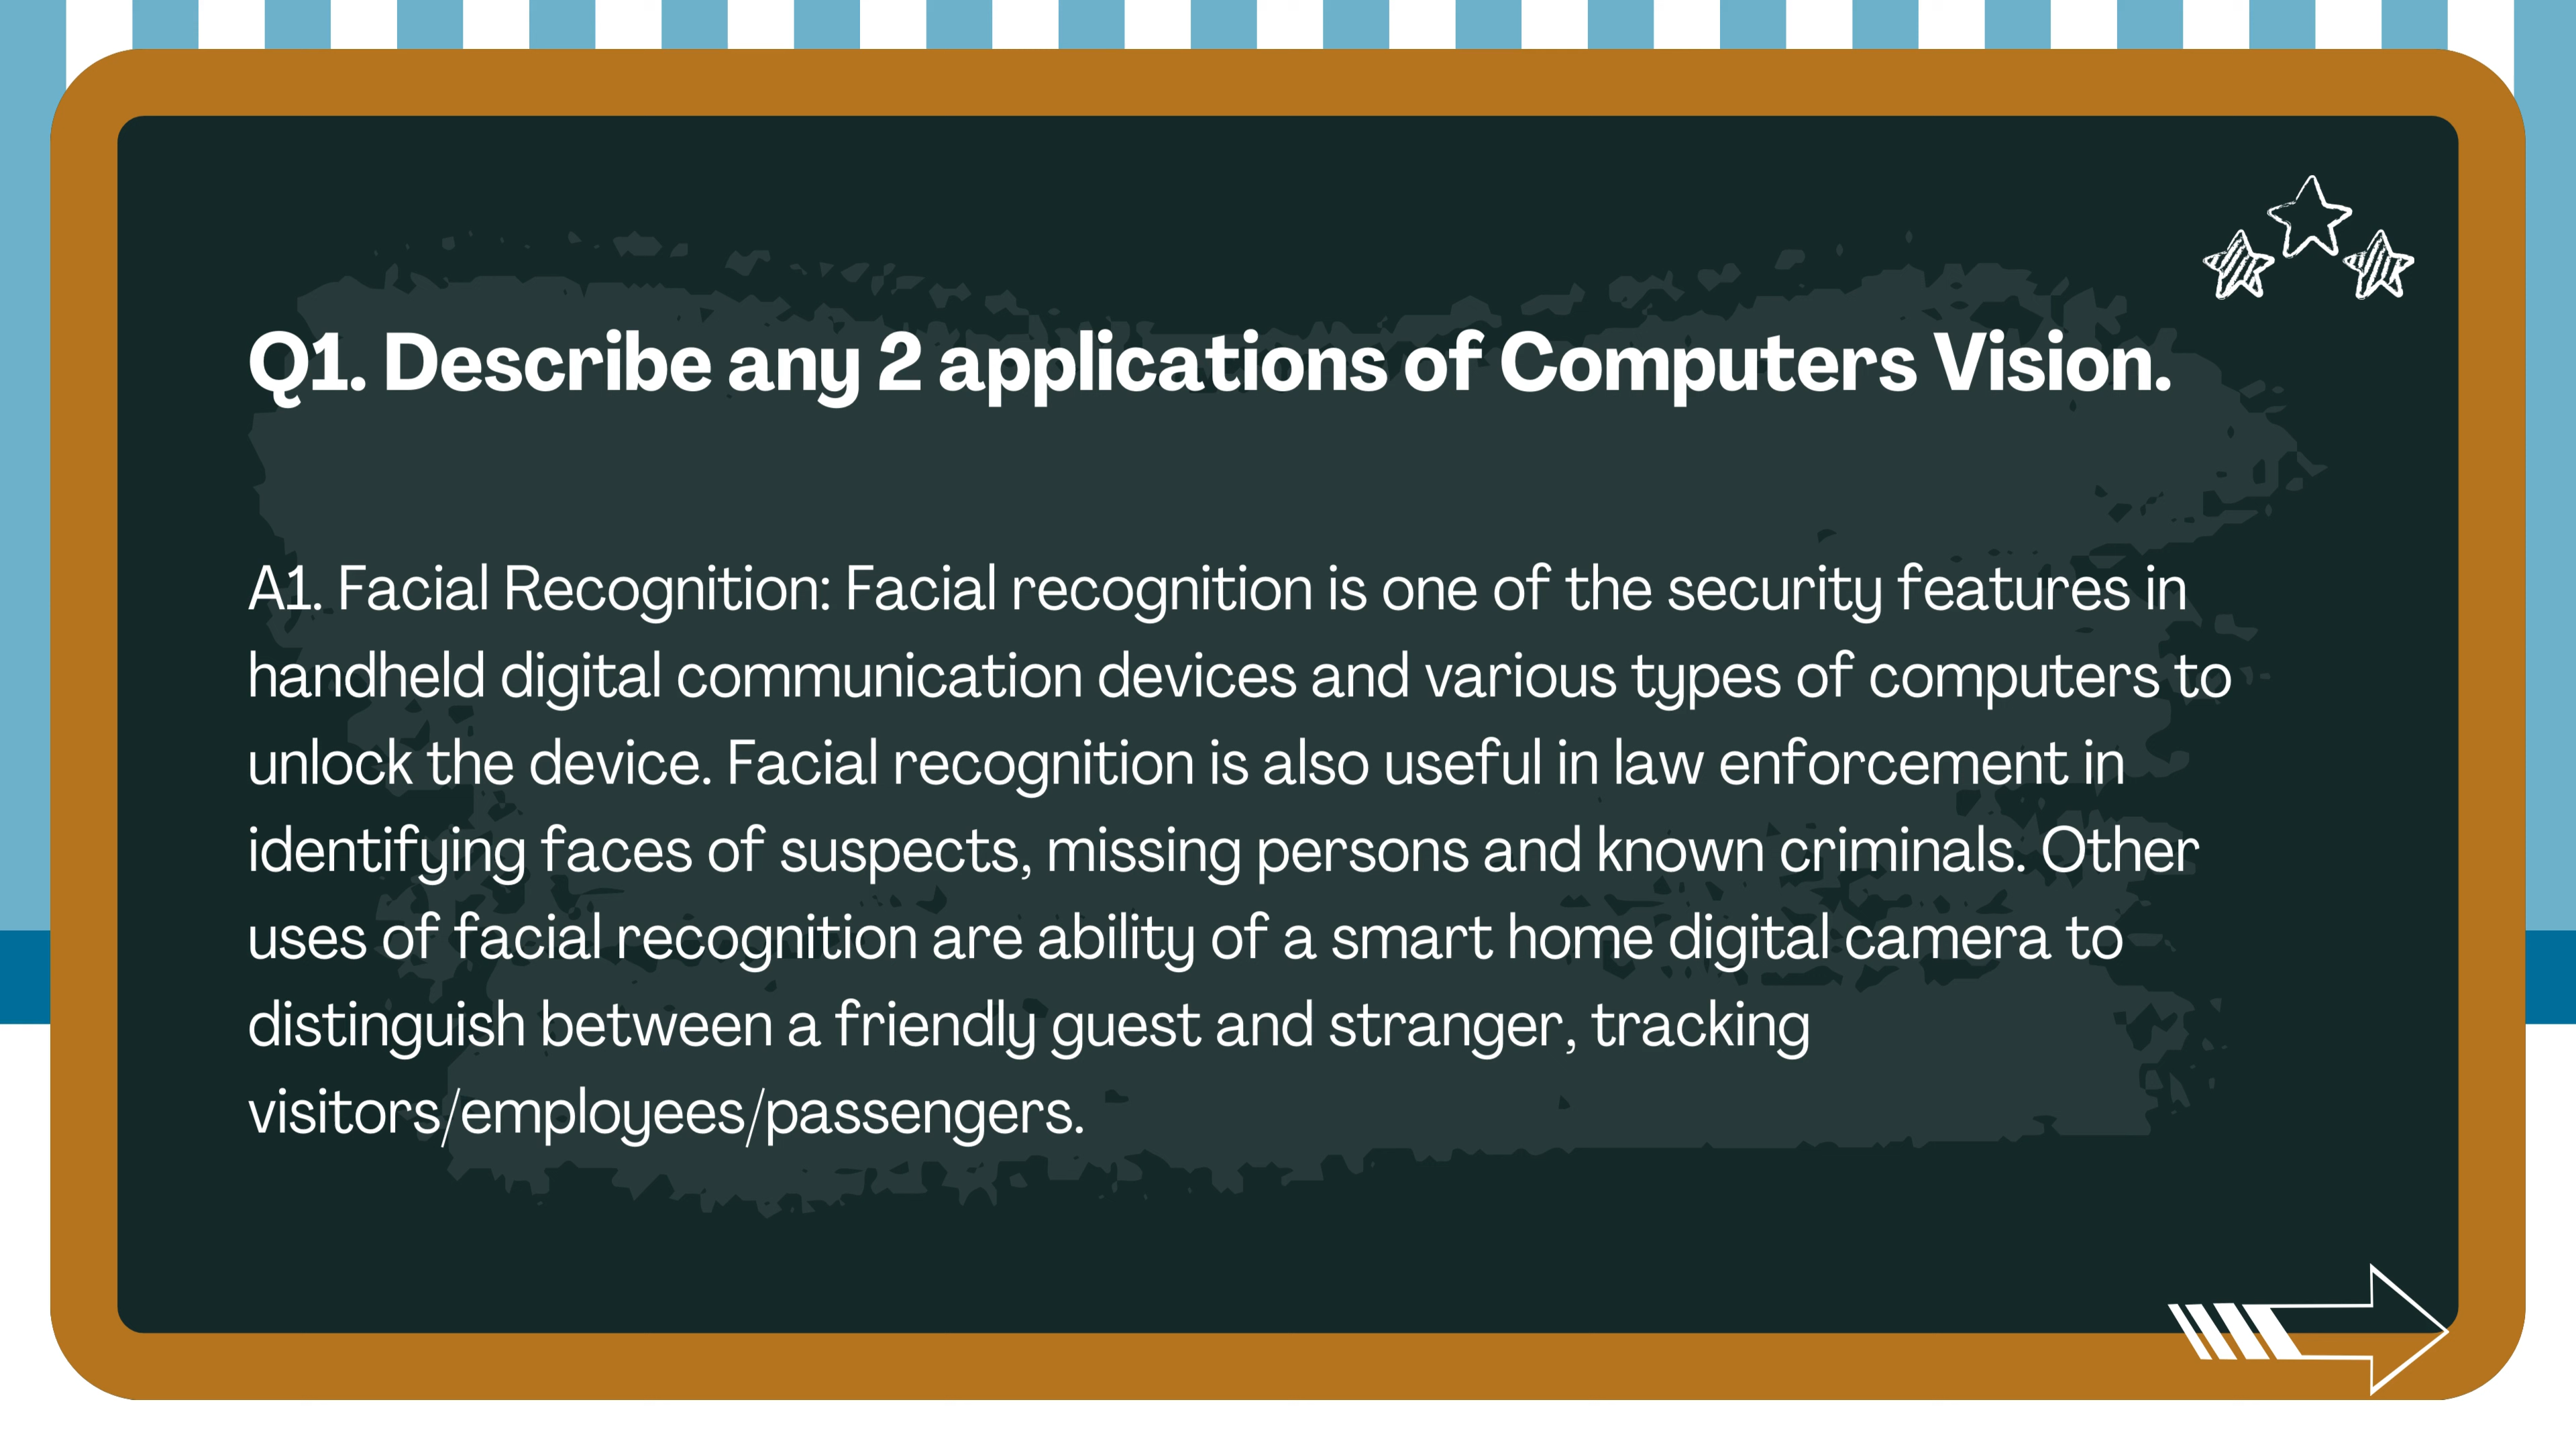 Q1. Describe any 2 applications of Computers Vision.
A1. Facial Recognition: Facial recognition is one of the security features in
handheld digital communication devices and various types of computers to
unlock the device. Facial recognition is also useful in law enforcement in
identifying faces of suspects, missing persons and known criminals. Other
uses of facial recognition are ability of a smart home digital camera to
distinguish between a friendly guest and stranger, tracking
visitors/employees/passengers.